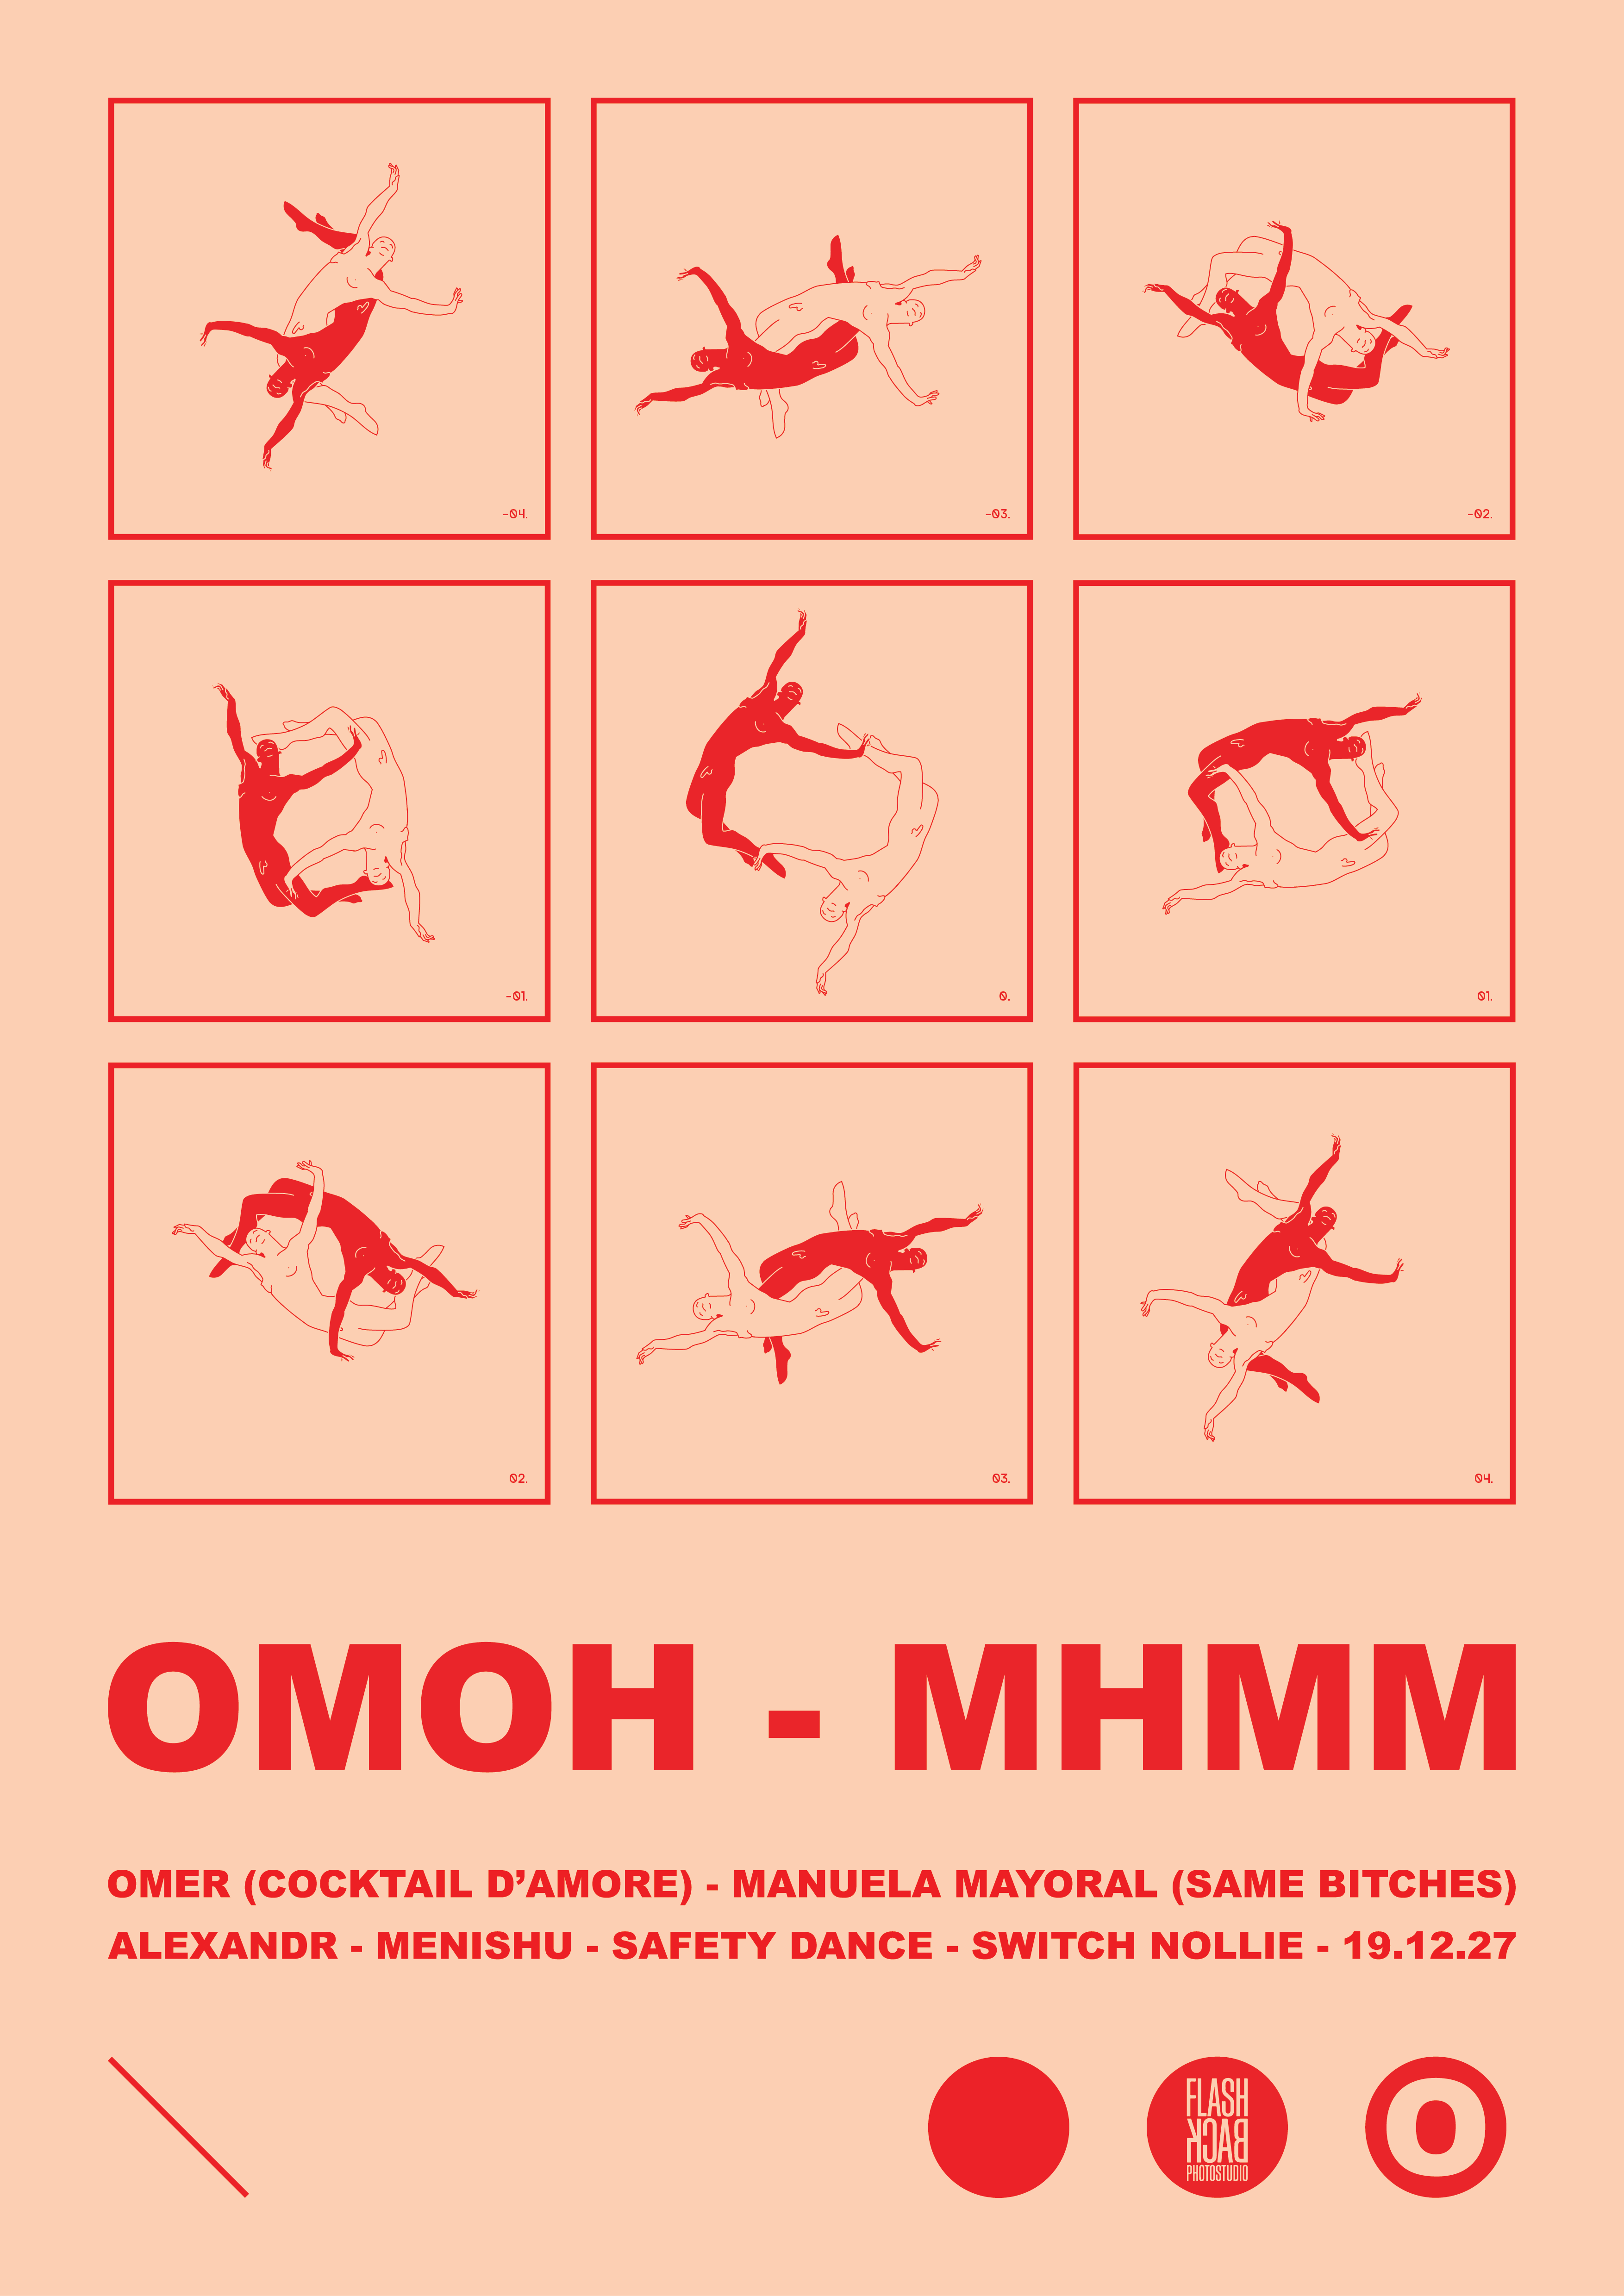 -04.
-03.
-02.
-01.
0.
01.
02.
03.
04.
OMOH - MHMM
OMER (COCKTAIL D’AMORE) - MANUELA MAYORAL (SAME BITCHES)
ALEXANDR - MENISHU - SAFETY DANCE - SWITCH NOLLIE - 19.12.27
FLASH
BACK
PHOTOSTUDIO
O